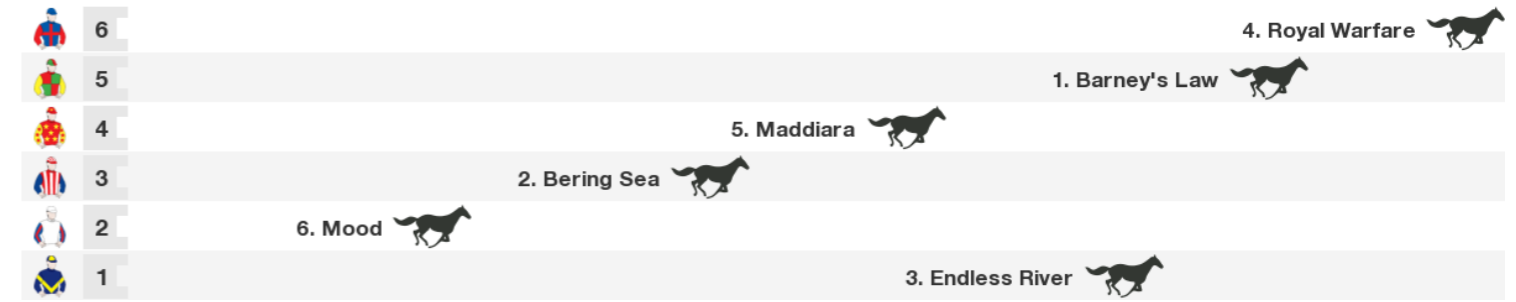 6 4. Royal Warfare
5 1. Barney's Law
4 5. Maddiara
3 2. Bering Sea
2 6. Mood
1 3. Endless River